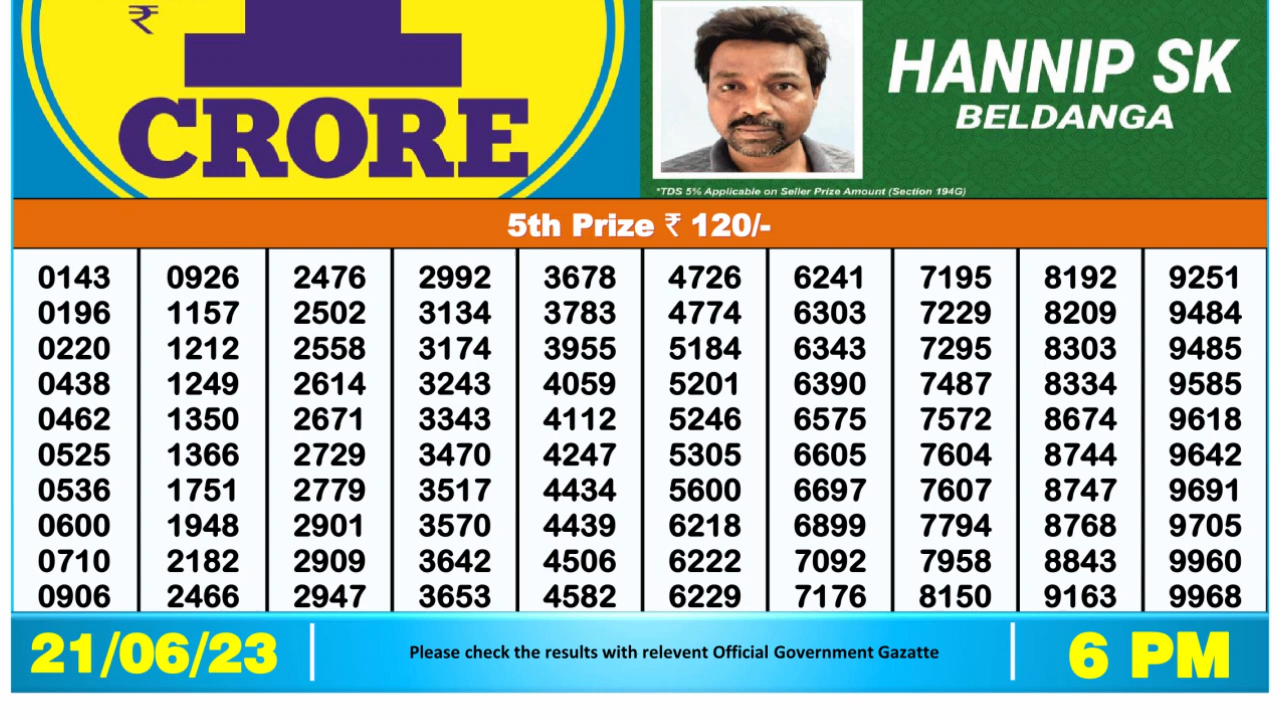 ₹
1
CRORE
HANNIP SK
BELDANGA
*TDS 5% Applicable on Seller Prize Amount (Section 194G)
5th Prize ₹ 120/-
0143 0926 2476 2992 3678 4726 6241 7195 8192 9251
0196 1157 2502 3134 3783 4774 6303 7229 8209 9484
0220 1212 2558 3174 3955 5184 6343 7295 8303 9485
0438 1249 2614 3243 4059 5201 6390 7487 8334 9585
0462 1350 2671 3343 4112 5246 6575 7572 8674 9618
0525 1366 2729 3470 4247 5305 6605 7604 8744 9642
0536 1751 2779 3517 4434 5600 6697 7607 8747 9691
0600 1948 2901 3570 4439 6218 6899 7794 8768 9705
0710 2182 2909 3642 4506 6222 7092 7958 8843 9960
0906 2466 2947 3653 4582 6229 7176 8150 9163 9968
21/06/23
Please check the results with relevent Official Government Gazatte
6 PM